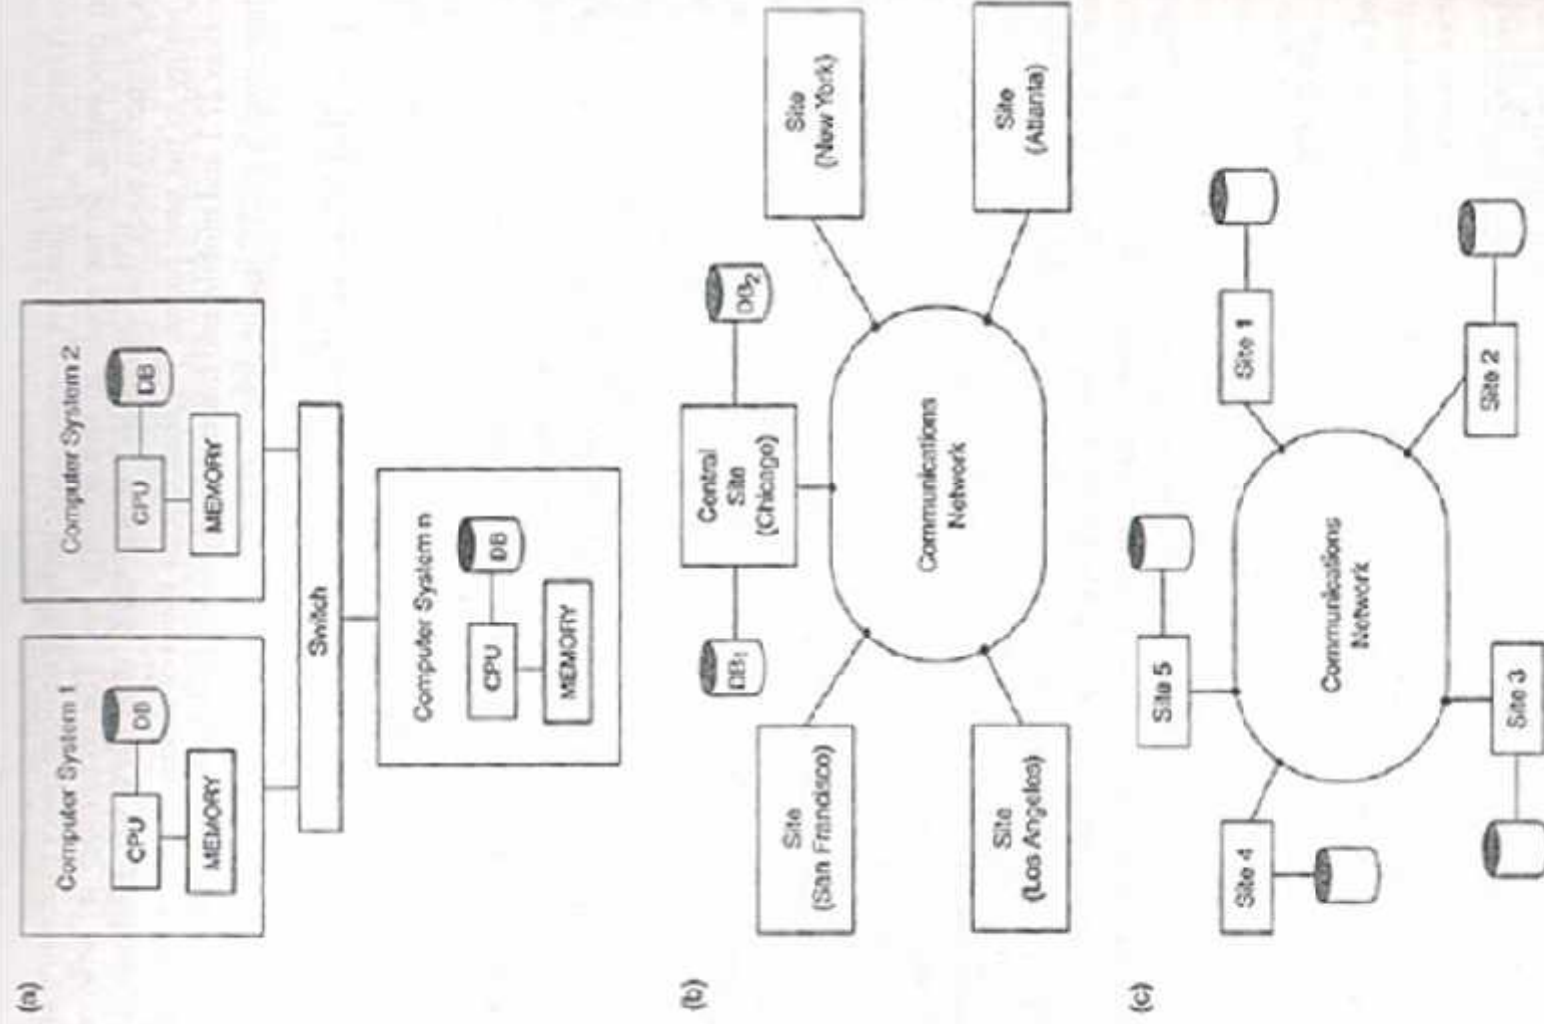 (a)
Computer System 1
CPU
DB
MEMORY
Computer System 2
CPU
DB
MEMORY
Switch
Computer System n
CPU
DB
MEMORY
(b)
Site
(San Francisco)
DB1
Central
Site
(Chicago)
DB2
Site
(New York)
Communications
Network
Site
(Los Angeles)
Site
(Atlanta)
(c)
Site 5
Site 4
Site 1
Communications
Network
Site 3
Site 2